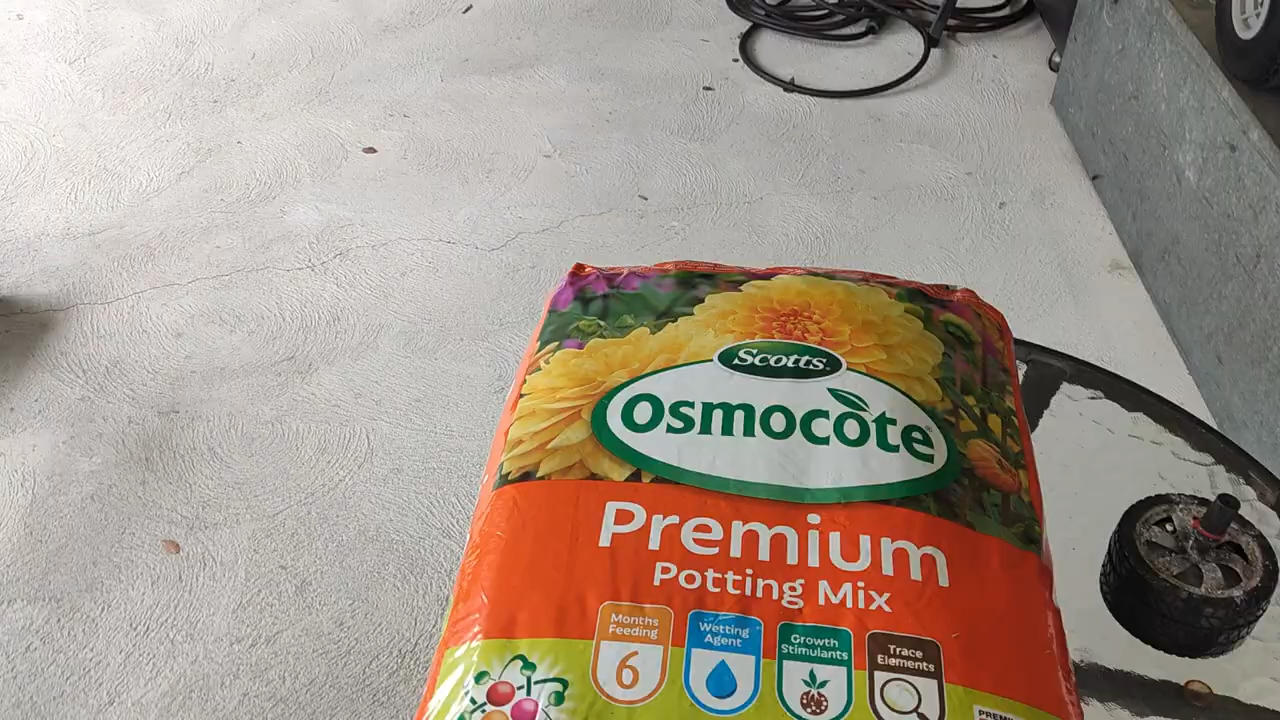 Scotts
Osmocote
Premium
Potting Mix
Months
Feeding
6
Wetting
Agent
Growth
Stimulants
Trace
Elements